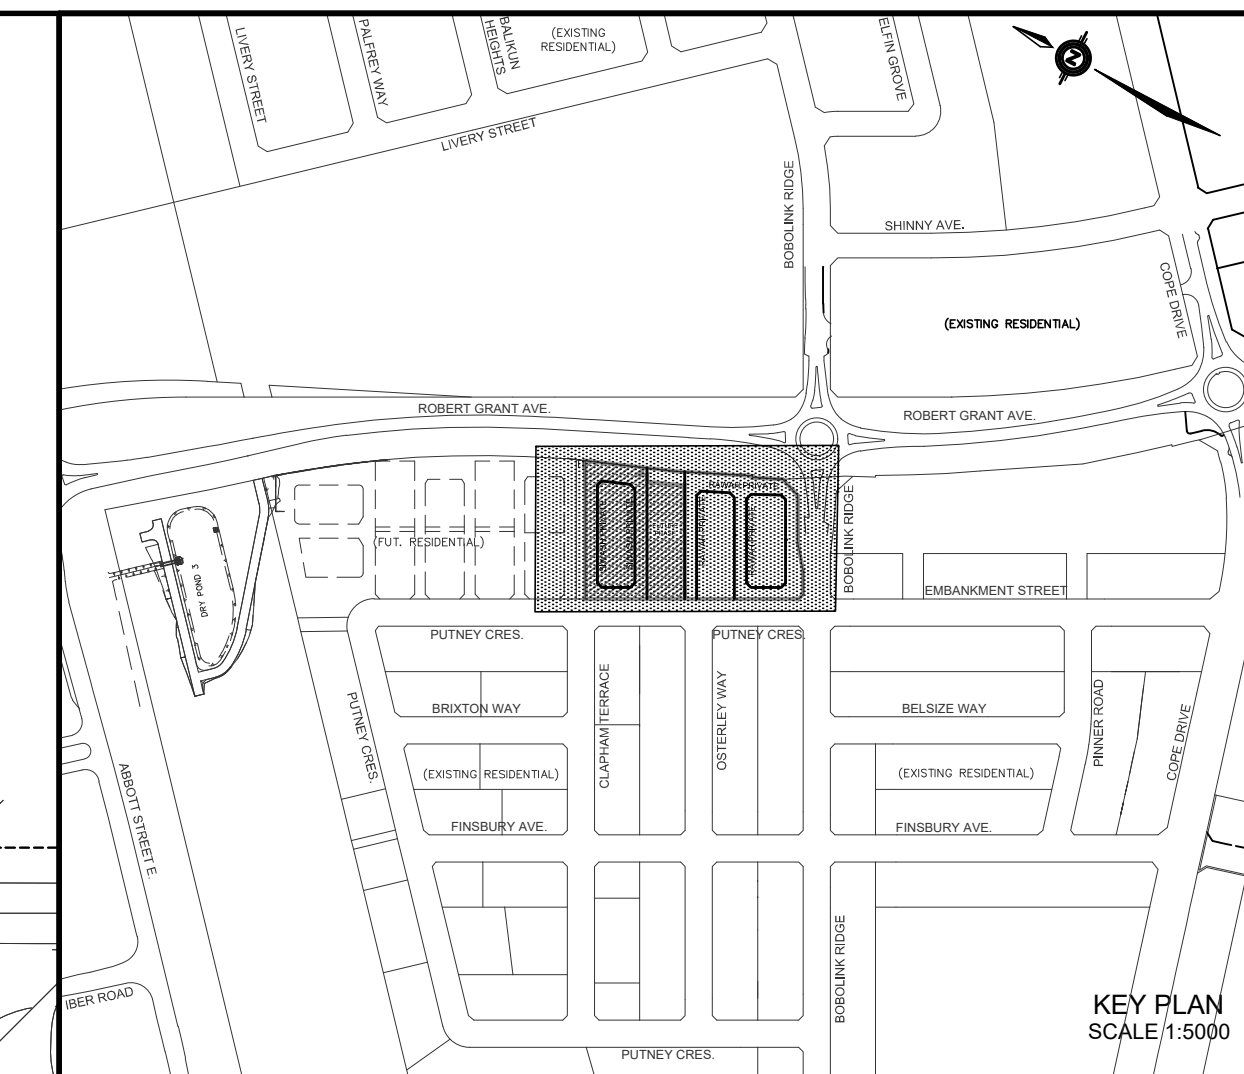 LIVERY STREET
PALFREY WAY
BALIKUN
HEIGHTS
(EXISTING
RESIDENTIAL)
ELFIN GROVE
N
LIVERY STREET
BOBOLINK RIDGE
SHINNY AVE.
COPE DRIVE
(EXISTING RESIDENTIAL)
ROBERT GRANT AVE.
ROBERT GRANT AVE.
BOBOLINK RIDGE
(FUT. RESIDENTIAL)
DRY POND 3
EMBANKMENT STREET
PUTNEY CRES.
PUTNEY CRES.
PUTNEY CRES.
BRIXTON WAY
CLAPHAM TERRACE
OSTERLEY WAY
BELSIZE WAY
PINNER ROAD
COPE DRIVE
ABBOTT STREET E.
(EXISTING RESIDENTIAL)
(EXISTING RESIDENTIAL)
FINSBURY AVE.
FINSBURY AVE.
BOBOLINK RIDGE
IBER ROAD
PUTNEY CRES.
KEY PLAN
SCALE 1:5000